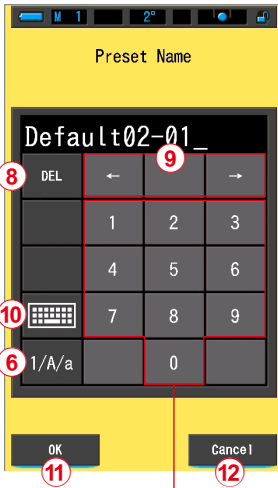 M 1 2°
Preset Name
Default02-01_
9
8 DEL ← →
1 2 3
4 5 6
10 7 8 9
6 1/A/a 0
OK Cancel
11 12